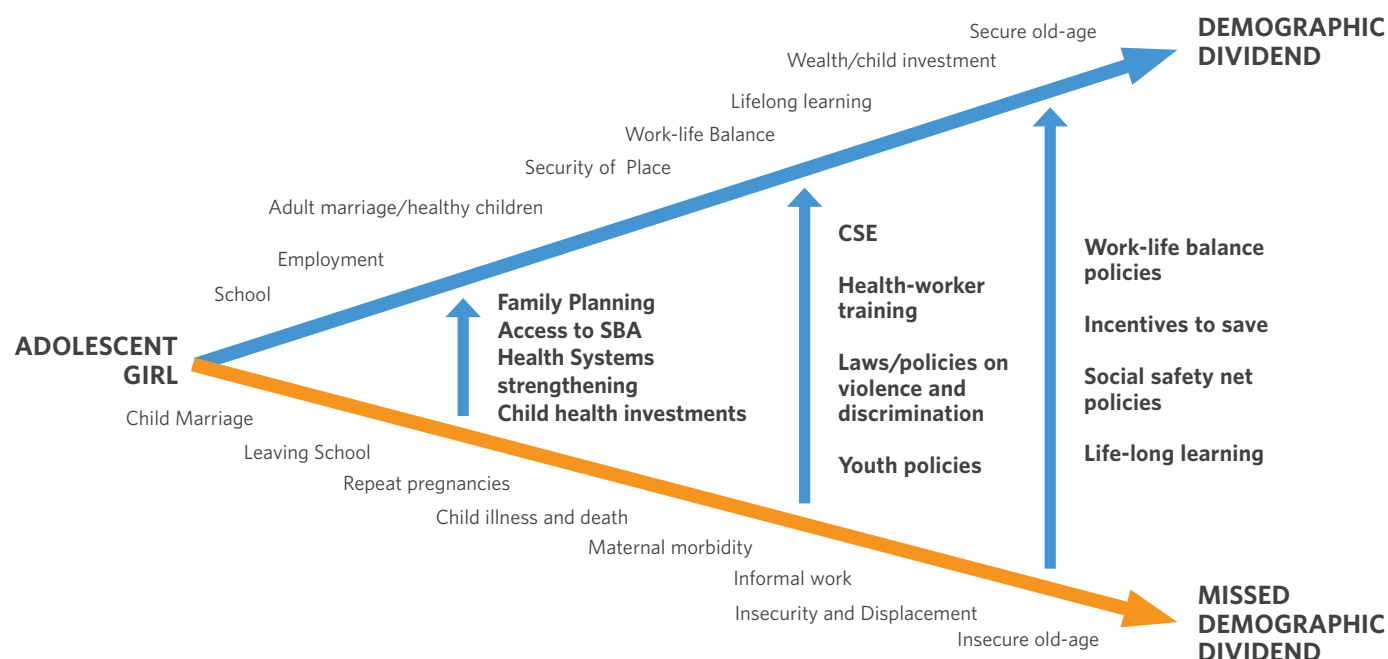 Secure old-age
DEMOGRAPHIC
DIVIDEND
Wealth/child investment
Lifelong learning
Work-life Balance
Security of Place
Adult marriage/healthy children
Employment
School
ADOLESCENT
GIRL
Family Planning
Access to SBA
Health Systems
strengthening
Child health investments
CSE
Health-worker
training
Laws/policies on
violence and
discrimination
Youth policies
Work-life balance
policies
Incentives to save
Social safety net
policies
Life-long learning
Child Marriage
Leaving School
Repeat pregnancies
Child illness and death
Maternal morbidity
Informal work
Insecurity and Displacement
Insecure old-age
MISSED
DEMOGRAPHIC
DIVIDEND